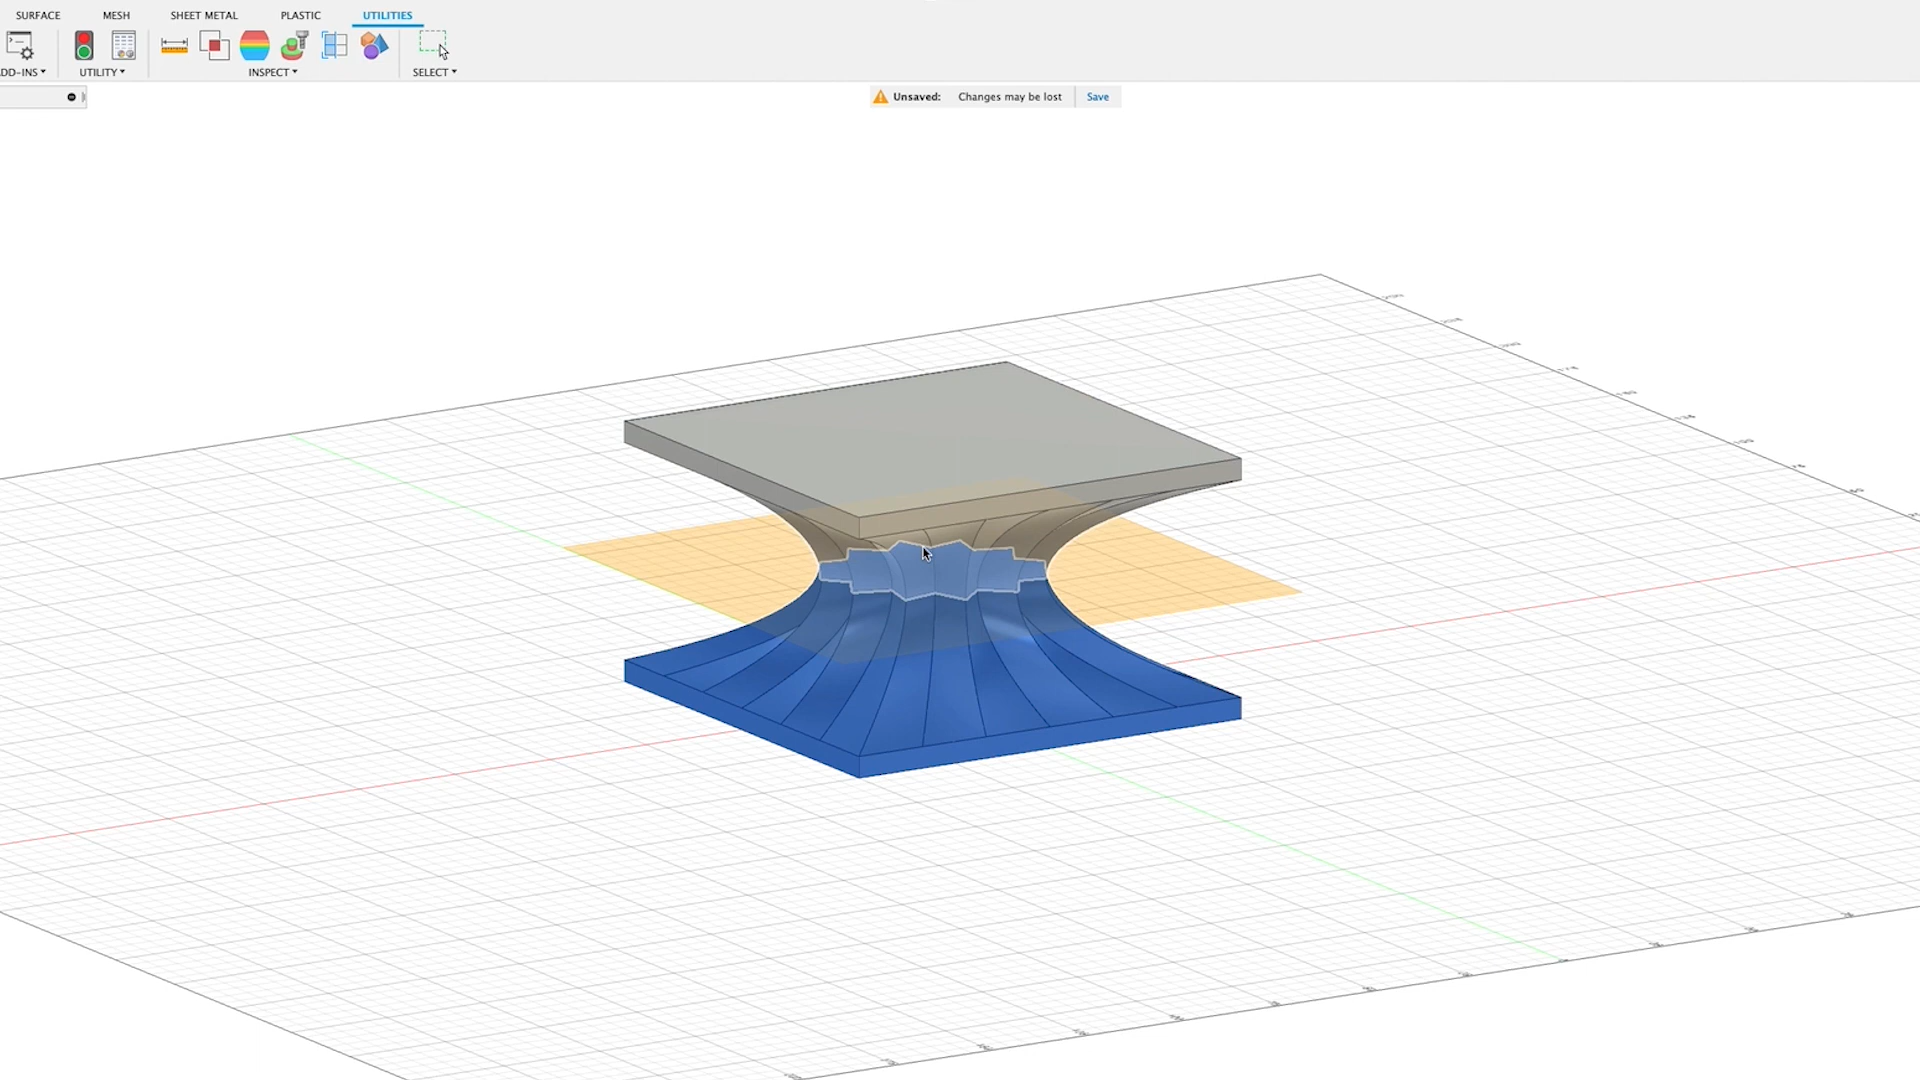 SURFACE MESH SHEET METAL PLASTIC UTILITIES
DD-INS UTILITY INSPECT SELECT
Unsaved: Changes may be lost Save